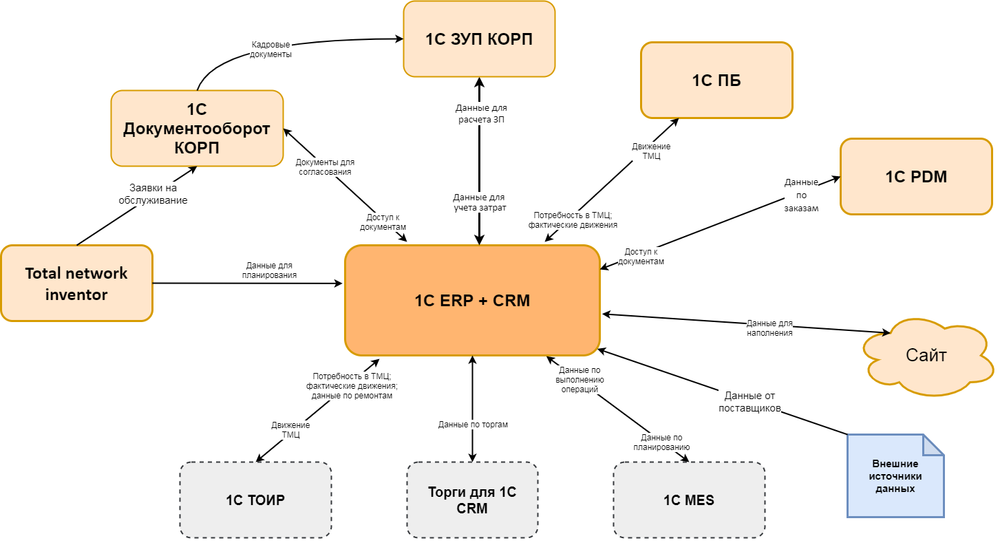 1С ЗУП КОРП
Кадровые
документы
1С ПБ
1С
Документооборот
КОРП
Данные для
расчета ЗП
Движение
ТМЦ
Документы для
согласования
1С PDM
Данные
по
заказам
Заявки на
обслуживание
Данные для
учета затрат
Доступ к
документам
Потребность в ТМЦ;
фактические движения
Доступ к
документам
Total network
inventor
Данные для
планирования
1С ERP + CRM
Данные для
наполнения
Сайт
Потребность в ТМЦ;
фактические движения;
данные по ремонтам
Данные по
выполнению
операций
Данные от
поставщиков
Движение
ТМЦ
Данные по торгам
Данные по
планированию
Внешние
источники
данных
1С ТОИР
Торги для 1С
CRM
1С MES